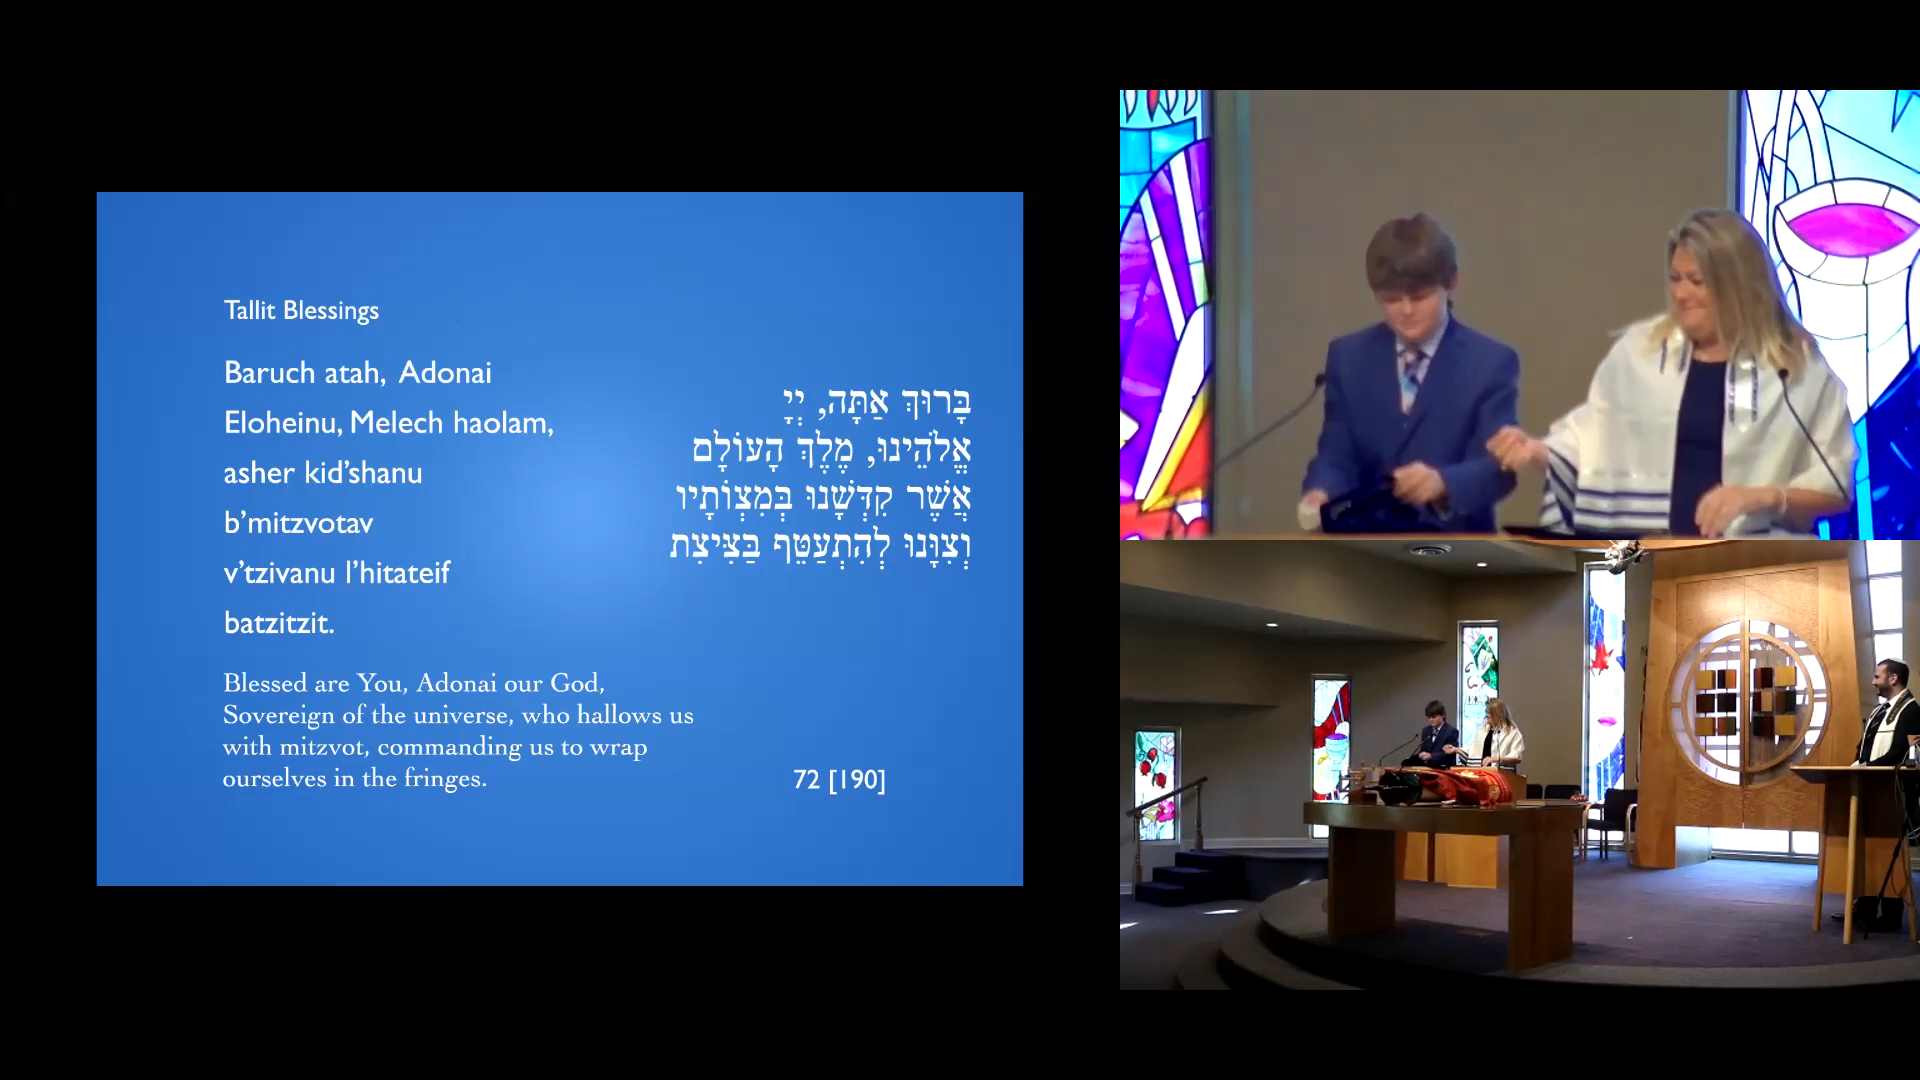 Tallit Blessings
Baruch atah, Adonai
Eloheinu, Melech haolam,
asher kid’shanu
b’mitzvotav
v’tzivanu l’hitateif
batzitzit.
בָּרוּךְ אַתָּה, יְיָ
אֱלֹהֵינוּ, מֶלֶךְ הָעוֹלָם
אֲשֶׁר קִדְּשָׁנוּ בְּמִצְוֹתָיו
וְצִוָּנוּ לְהִתְעַטֵּף בַּצִּיצִת
Blessed are You, Adonai our God,
Sovereign of the universe, who hallows us
with mitzvot, commanding us to wrap
ourselves in the fringes.
72 [190]